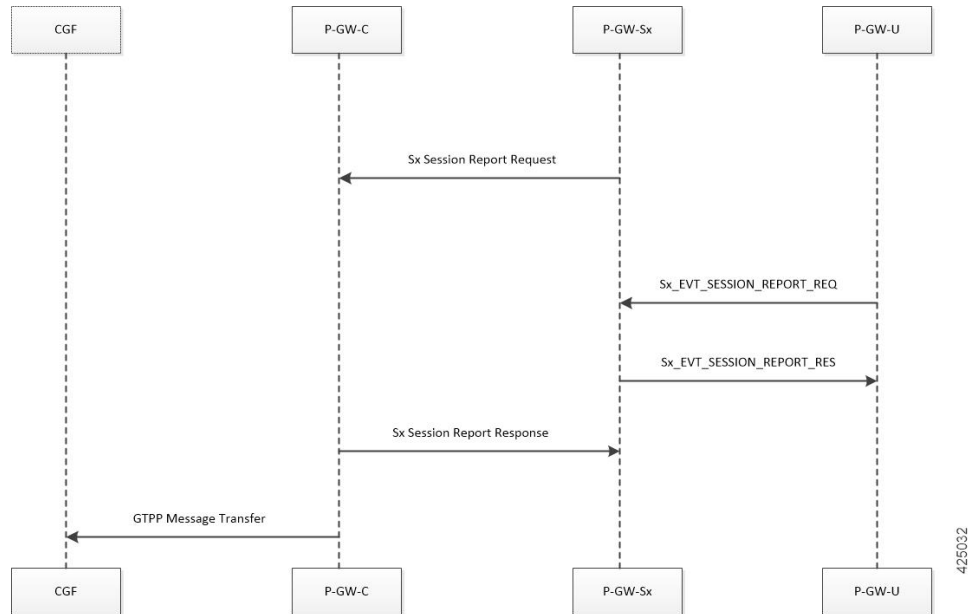 CGF
P-GW-C
P-GW-Sx
P-GW-U
Sx Session Report Request
Sx_EVT_SESSION_REPORT_REQ
Sx_EVT_SESSION_REPORT_RES
Sx Session Report Response
GTPP Message Transfer
425032
CGF
P-GW-C
P-GW-Sx
P-GW-U